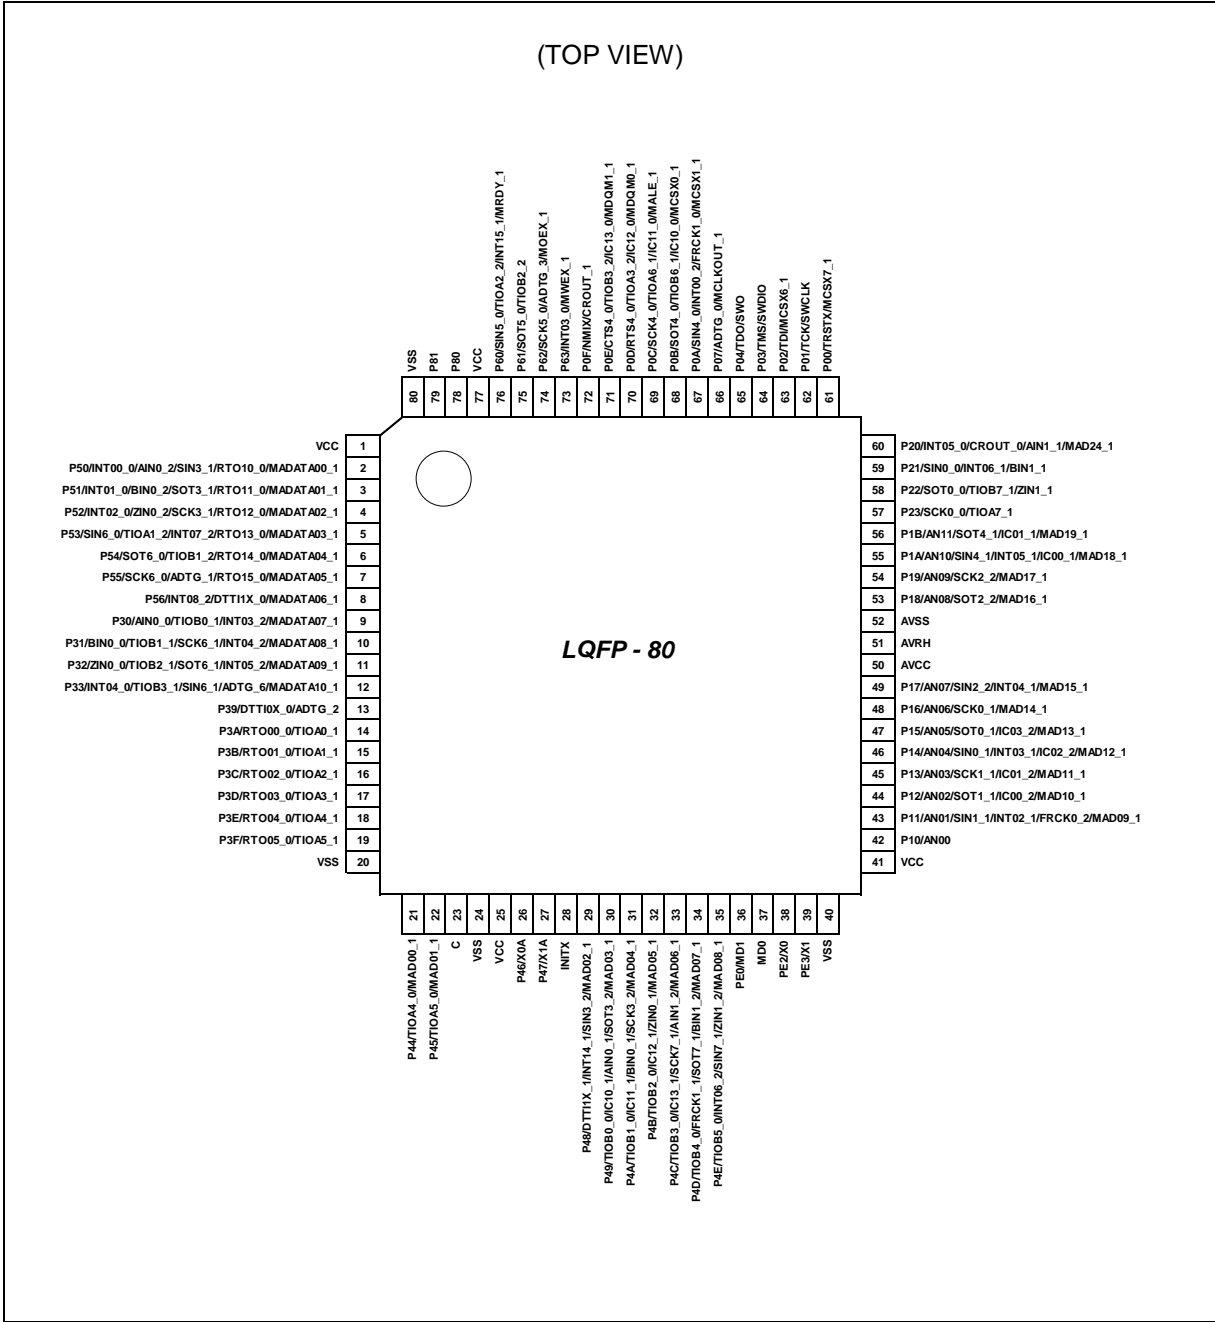 (TOP VIEW)
VSS
P81
P80
VCC
P60/SIN5_0/TIOA2_2/INT15_1/MRDY_1
P61/SOT5_0/TIOB2_2
P62/SCK5_0/ADTG_3/MOEX_1
P63/INT03_0/MWEX_1
P0F/NMIX/CROUT_1
P0E/CTS4_0/TIOB3_2/IC13_0/MDQM1_1
P0D/RTS4_0/TIOA3_2/IC12_0/MDQM0_1
P0C/SCK4_0/TIOA6_1/IC11_0/MALE_1
P0B/SOT4_0/TIOB6_1/IC10_0/MCSX0_1
P0A/SIN4_0/INT00_2/FRCK1_0/MCSX1_1
P07/ADTG_0/MCLKOUT_1
P04/TDO/SWO
P03/TMS/SWDIO
P02/TDI/MCSX6_1
P01/TCK/SWCLK
P00/TRSTX/MCSX7_1
80 79 78 77 76 75 74 73 72 71 70 69 68 67 66 65 64 63 62 61
VCC 1
P50/INT00_0/AIN0_2/SIN3_1/RTO10_0/MADATA00_1 2
P51/INT01_0/BIN0_2/SOT3_1/RTO11_0/MADATA01_1 3
P52/INT02_0/ZIN0_2/SCK3_1/RTO12_0/MADATA02_1 4
P53/SIN6_0/TIOA1_2/INT07_2/RTO13_0/MADATA03_1 5
P54/SOT6_0/TIOB1_2/RTO14_0/MADATA04_1 6
P55/SCK6_0/ADTG_1/RTO15_0/MADATA05_1 7
P56/INT08_2/DTTI1X_0/MADATA06_1 8
P30/AIN0_0/TIOB0_1/INT03_2/MADATA07_1 9
P31/BIN0_0/TIOB1_1/SCK6_1/INT04_2/MADATA08_1 10
P32/ZIN0_0/TIOB2_1/SOT6_1/INT05_2/MADATA09_1 11
P33/INT04_0/TIOB3_1/SIN6_1/ADTG_6/MADATA10_1 12
P39/DTTI0X_0/ADTG_2 13
P3A/RTO00_0/TIOA0_1 14
P3B/RTO01_0/TIOA1_1 15
P3C/RTO02_0/TIOA2_1 16
P3D/RTO03_0/TIOA3_1 17
P3E/RTO04_0/TIOA4_1 18
P3F/RTO05_0/TIOA5_1 19
VSS 20
LQFP - 80
60 P20/INT05_0/CROUT_0/AIN1_1/MAD24_1
59 P21/SIN0_0/INT06_1/BIN1_1
58 P22/SOT0_0/TIOB7_1/ZIN1_1
57 P23/SCK0_0/TIOA7_1
56 P1B/AN11/SOT4_1/IC01_1/MAD19_1
55 P1A/AN10/SIN4_1/INT05_1/IC00_1/MAD18_1
54 P19/AN09/SCK2_2/MAD17_1
53 P18/AN08/SOT2_2/MAD16_1
52 AVSS
51 AVRH
50 AVCC
49 P17/AN07/SIN2_2/INT04_1/MAD15_1
48 P16/AN06/SCK0_1/MAD14_1
47 P15/AN05/SOT0_1/IC03_2/MAD13_1
46 P14/AN04/SIN0_1/INT03_1/IC02_2/MAD12_1
45 P13/AN03/SCK1_1/IC01_2/MAD11_1
44 P12/AN02/SOT1_1/IC00_2/MAD10_1
43 P11/AN01/SIN1_1/INT02_1/FRCK0_2/MAD09_1
42 P10/AN00
41 VCC
21 22 23 24 25 26 27 28 29 30 31 32 33 34 35 36 37 38 39 40
P44/TIOA4_0/MAD00_1
P45/TIOA5_0/MAD01_1
C
VSS
VCC
P46/X0A
P47/X1A
INITX
P48/DTTI1X_1/INT14_1/SIN3_2/MAD02_1
P49/TIOB0_0/IC10_1/AIN0_1/SOT3_2/MAD03_1
P4A/TIOB1_0/IC11_1/BIN0_1/SCK3_2/MAD04_1
P4B/TIOB2_0/IC12_1/ZIN0_1/MAD05_1
P4C/TIOB3_0/IC13_1/SCK7_1/AIN1_2/MAD06_1
P4D/TIOB4_0/FRCK1_1/SOT7_1/BIN1_2/MAD07_1
P4E/TIOB5_0/INT06_2/SIN7_1/ZIN1_2/MAD08_1
PE0/MD1
MD0
PE2/X0
PE3/X1
VSS